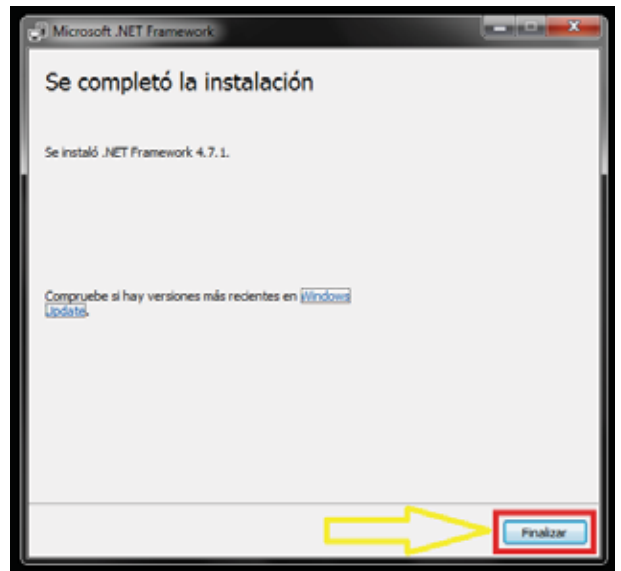 Microsoft .NET Framework
Se completó la instalación
Se instaló .NET Framework 4.7.1.
Compruebe si hay versiones más recientes en Windows
Update.
Finalizar